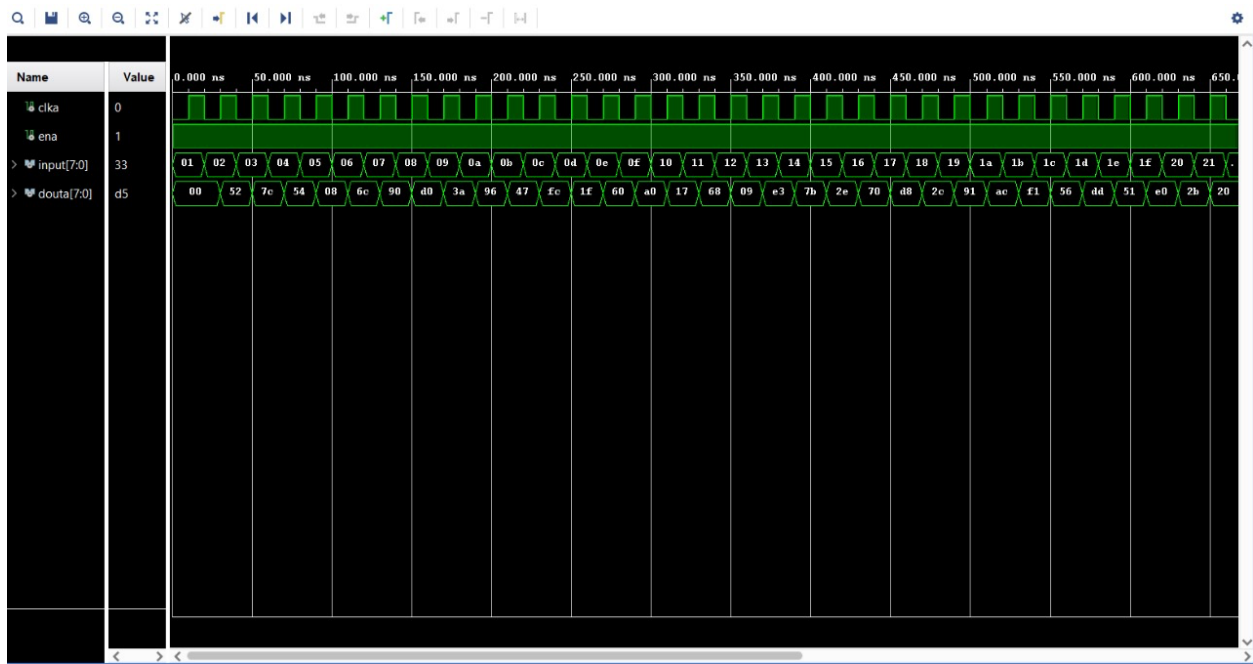 Name Value 0.000 ns 50.000 ns 100.000 ns 150.000 ns 200.000 ns 250.000 ns 300.000 ns 350.000 ns 400.000 ns 450.000 ns 500.000 ns 550.000 ns 600.000 ns 650.
clka 0
ena 1
input[7:0] 33 01 02 03 04 05 06 07 08 09 0a 0b 0c 0d 0e 0f 10 11 12 13 14 15 16 17 18 19 1a 1b 1c 1d 1e 1f 20 21 .
douta[7:0] d5 00 52 7c 54 08 6c 90 d0 3a 96 47 fc 1f 60 a0 17 68 09 e3 7b 2e 70 d8 2c 91 ac f1 56 dd 51 e0 2b 20